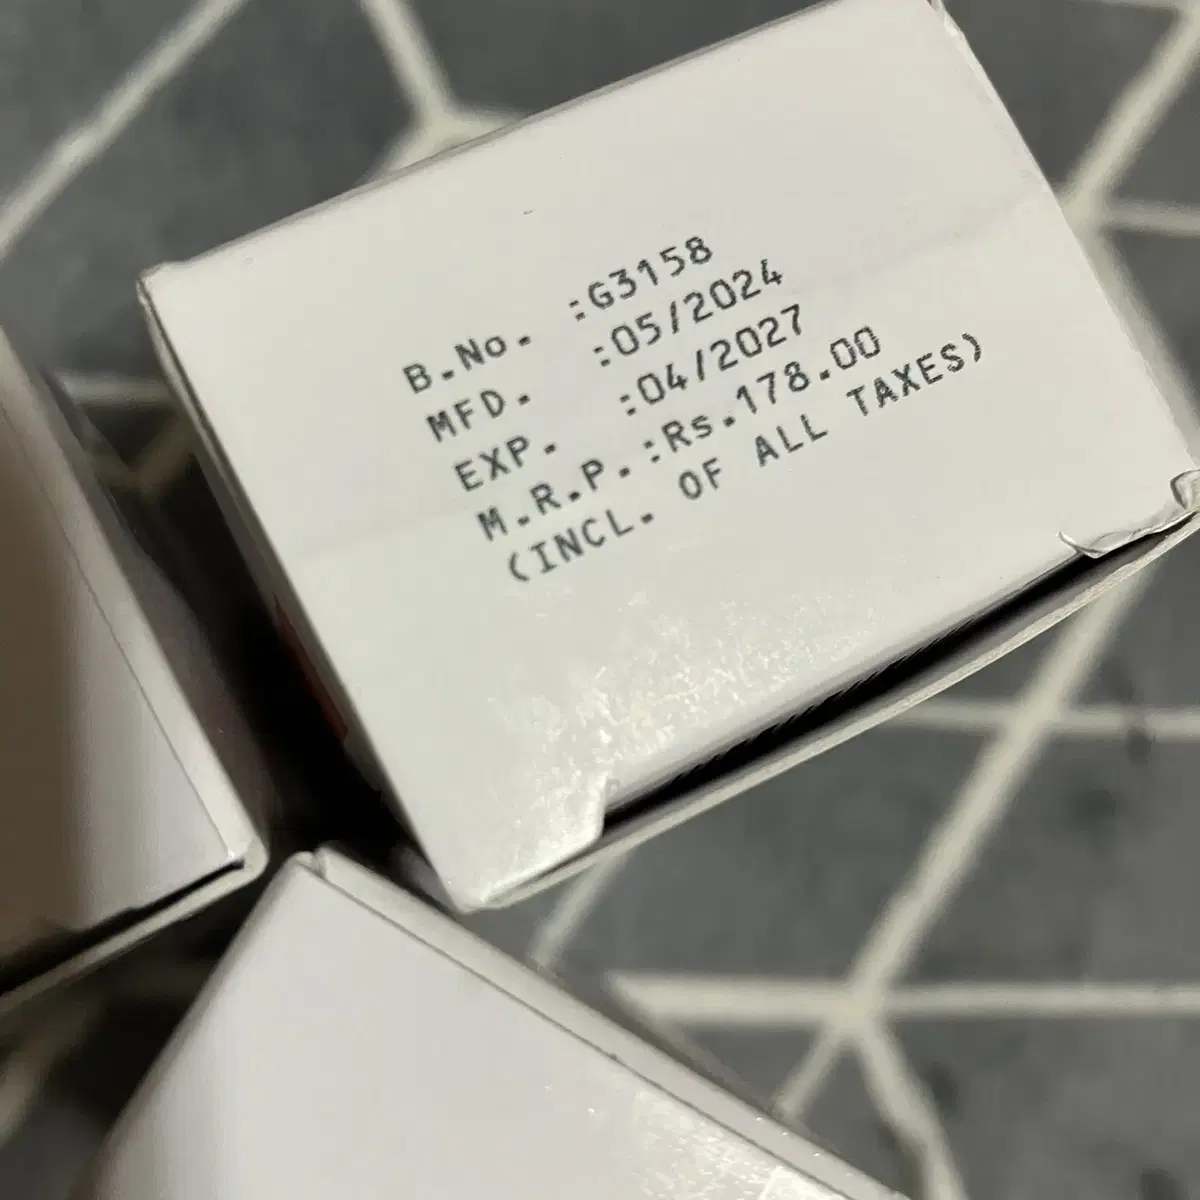 B.No. :G3158
MFD. :05/2024
EXP. :04/2027
M.R.P.:Rs.178.00
(INCL. OF ALL TAXES)